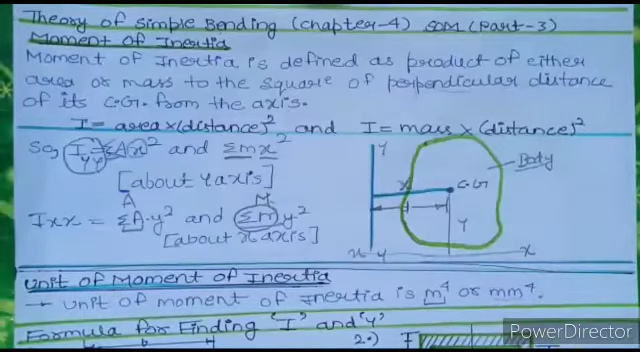 Theory of Simple Bending (Chapter-4) SOM (Part-3)
Moment of Inertia
Moment of Inertia is defined as product of either
area or mass to the square of perpendicular distance
of its C.G. from the axis.
I = area×(distance)² and I = mass×(distance)²
So, Iyy = ΣAx² and Σmx²
[about Y axis]
A M
Ixx = ΣA.y² and Σmy²
[about x axis]
Y
Body
x C.G.
Y
x Y x
Unit of Moment of Inertia
→ unit of moment of inertia is m⁴ or mm⁴.
Formula for Finding 'I' and 'Y'
b 2.) I
PowerDirector